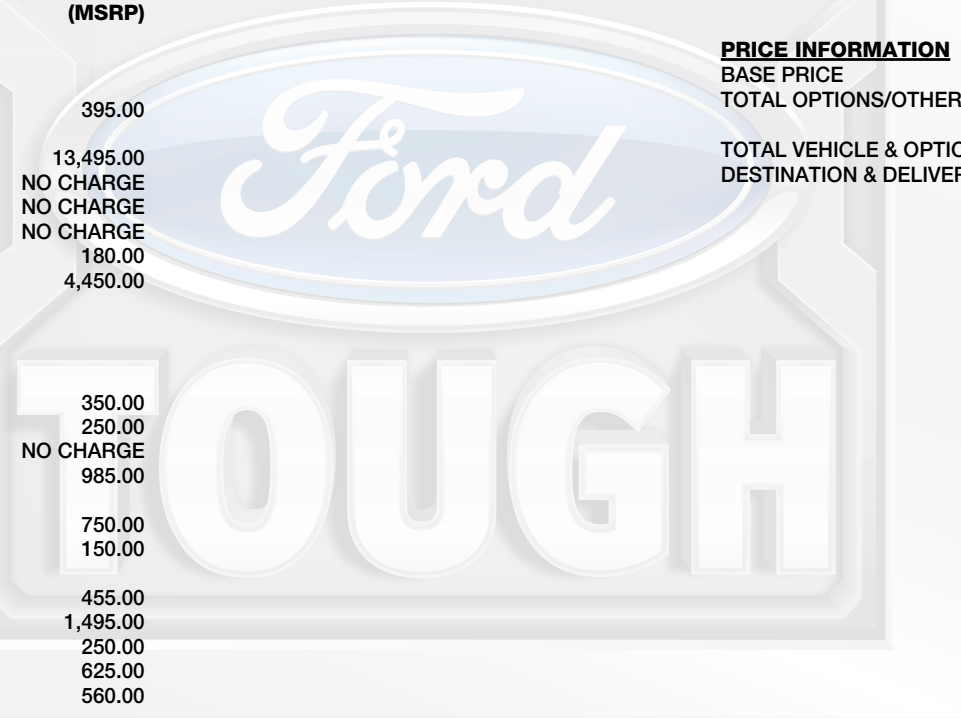 (MSRP)
395.00
13,495.00
NO CHARGE
NO CHARGE
NO CHARGE
180.00
4,450.00
350.00
250.00
NO CHARGE
985.00
750.00
150.00
455.00
1,495.00
250.00
625.00
560.00
PRICE INFORMATION
BASE PRICE
TOTAL OPTIONS/OTHER
TOTAL VEHICLE & OPTIO
DESTINATION & DELIVER
Ford
TOUGH